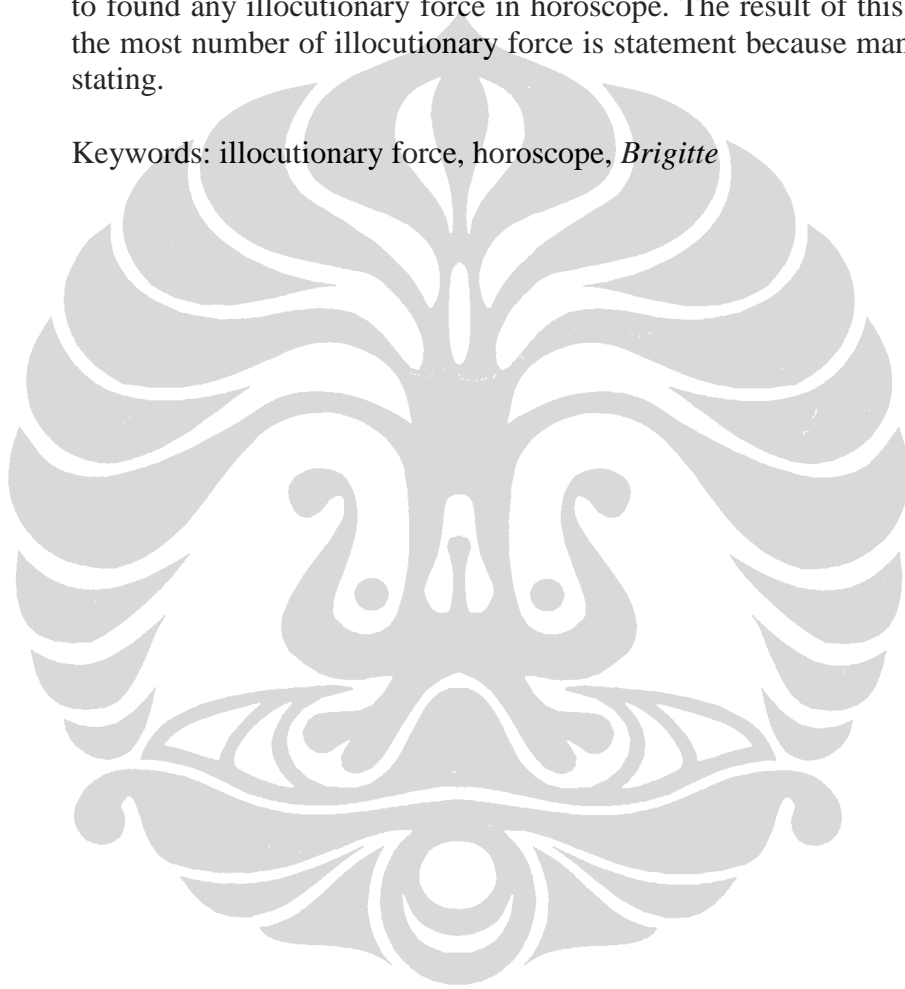 to found any illocutionary force in horoscope. The result of this
the most number of illocutionary force is statement because
stating.
Keywords: illocutionary force, horoscope, Brigitte